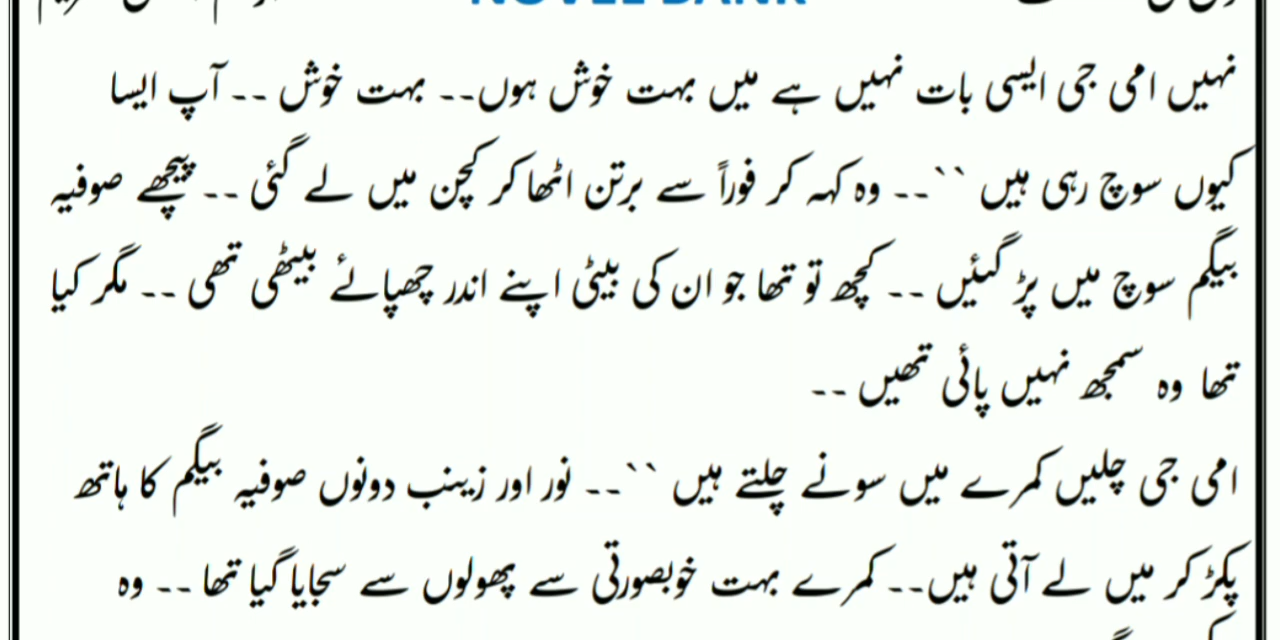 NOVEL BANK
نہیں امی جی ایسی بات نہیں ہے میں بہت خوش ہوں-- بہت خوش -- آپ ایسا
کیوں سوچ رہی ہیں ``-- وہ کہہ کر فوراً سے برتن اٹھا کر کچن میں لے گئی -- پیچھے صوفیہ
بیگم سوچ میں پڑ گئیں -- کچھ تو تھا جو ان کی بیٹی اپنے اندر چھپائے بیٹھی تھی -- مگر کیا
تھا وہ سمجھ نہیں پائی تھیں --
امی جی چلیں کمرے میں سونے چلتے ہیں ``-- نور اور زینب دونوں صوفیہ بیگم کا ہاتھ
پکڑ کر میں لے آتی ہیں-- کمرے بہت خوبصورتی سے پھولوں سے سجایا گیا تھا -- وہ